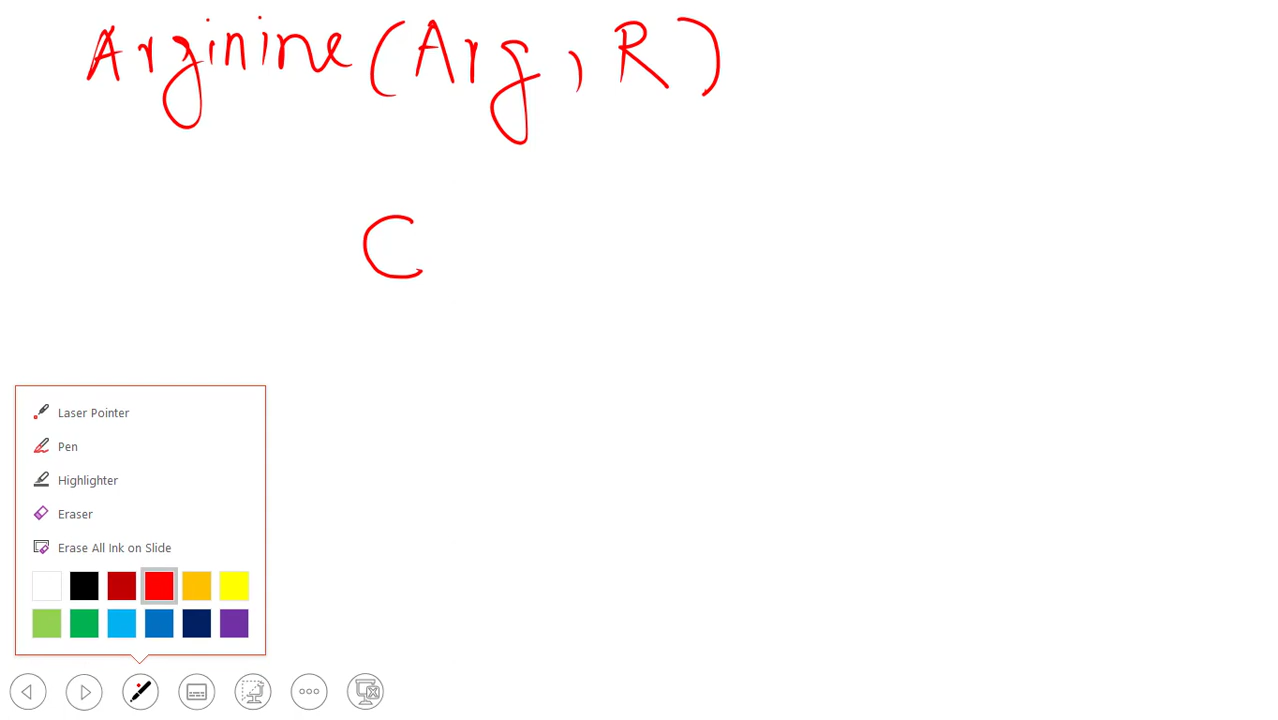 Arginine (Arg, R)
C
Laser Pointer
Pen
Highlighter
Eraser
Erase All Ink on Slide